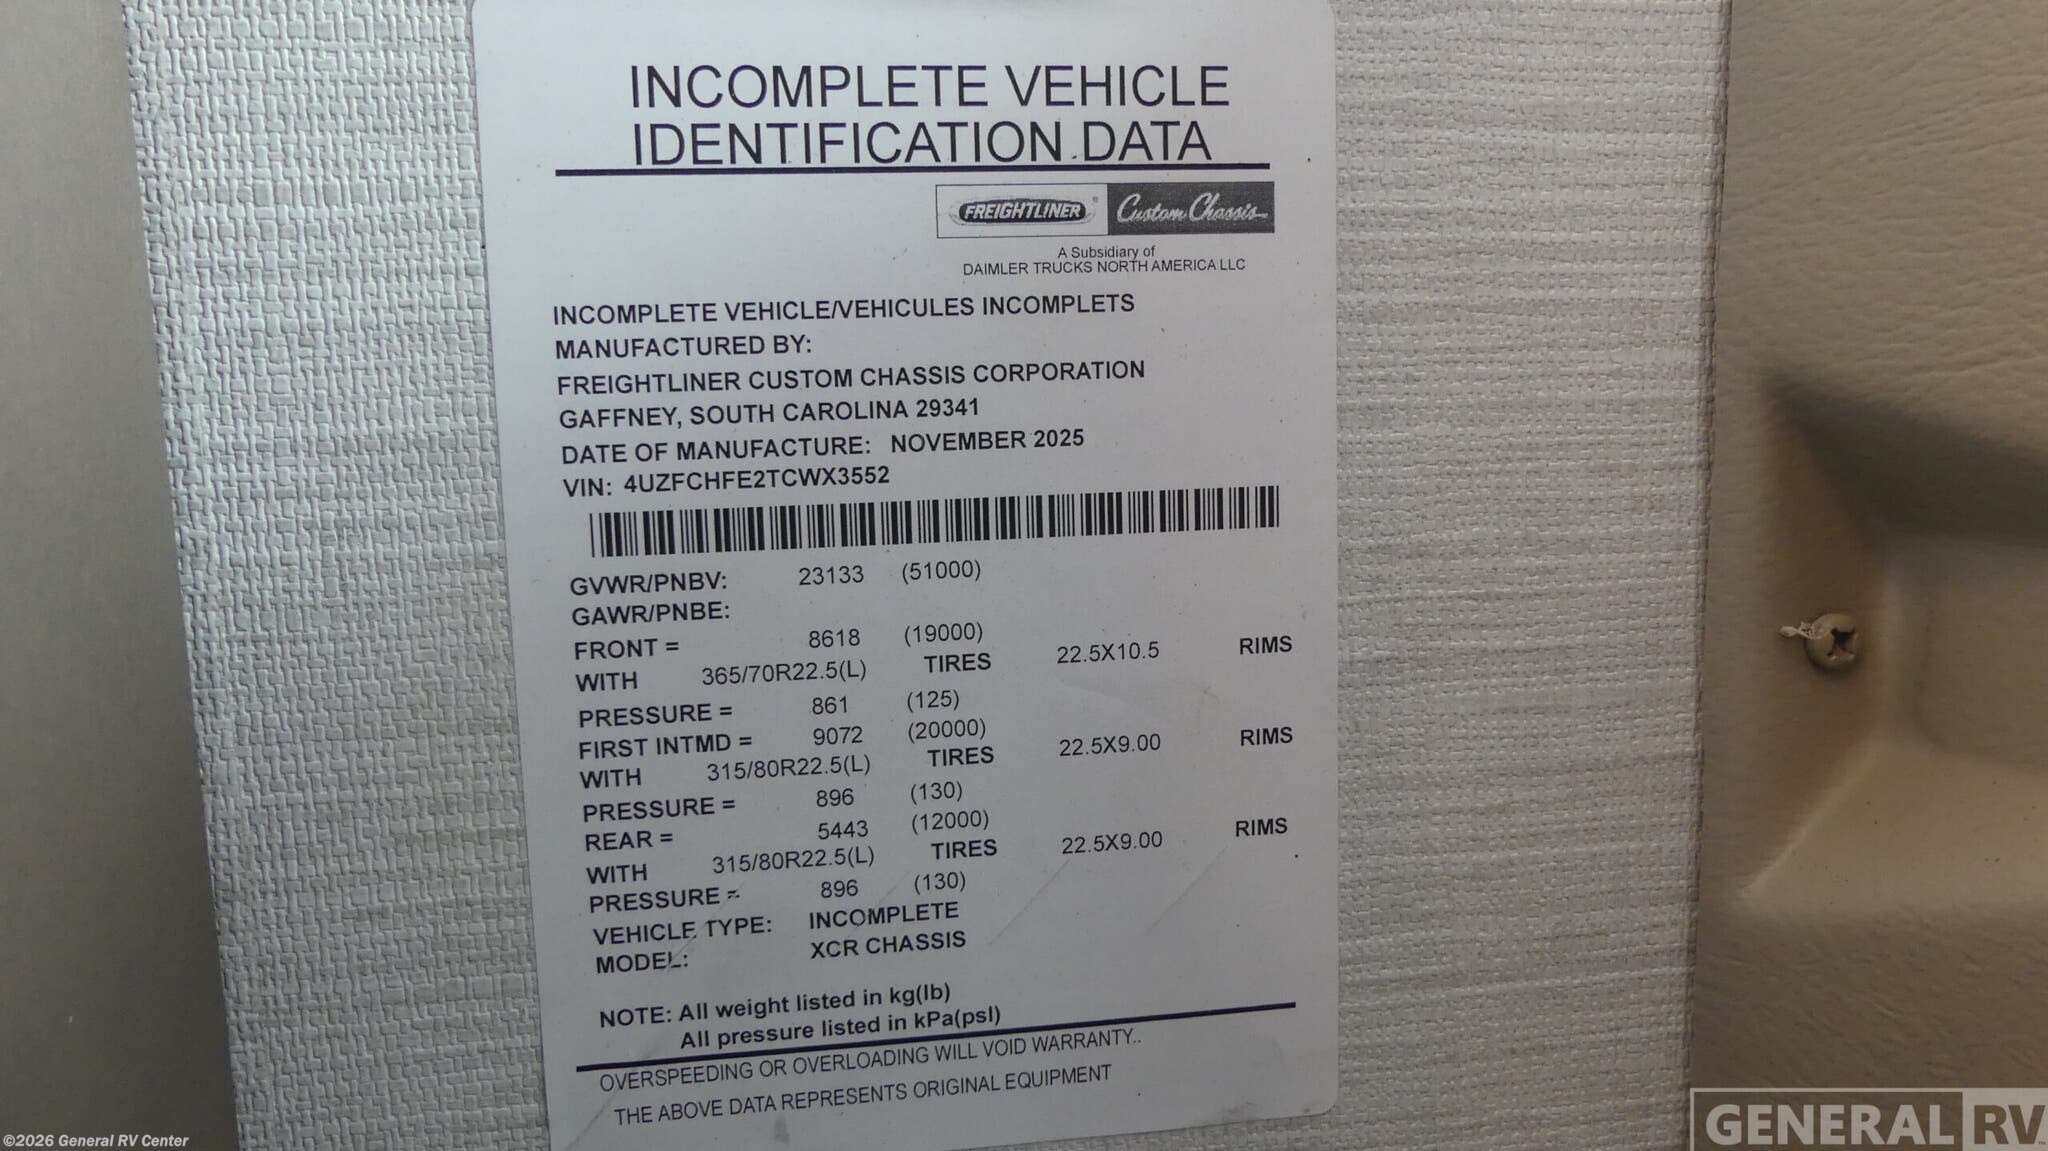 INCOMPLETE VEHICLE
IDENTIFICATION DATA
FREIGHTLINER® Custom Chassis
A Subsidiary of
DAIMLER TRUCKS NORTH AMERICA LLC
INCOMPLETE VEHICLE/VEHICULES INCOMPLETS
MANUFACTURED BY:
FREIGHTLINER CUSTOM CHASSIS CORPORATION
GAFFNEY, SOUTH CAROLINA 29341
DATE OF MANUFACTURE: NOVEMBER 2025
VIN: 4UZFCHFE2TCWX3552
GVWR/PNBV: 23133 (51000)
GAWR/PNBE:
FRONT = 8618 (19000)
WITH 365/70R22.5(L) TIRES 22.5X10.5 RIMS
PRESSURE = 861 (125)
FIRST INTMD = 9072 (20000)
WITH 315/80R22.5(L) TIRES 22.5X9.00 RIMS
PRESSURE = 896 (130)
REAR = 5443 (12000)
WITH 315/80R22.5(L) TIRES 22.5X9.00 RIMS
PRESSURE = 896 (130)
VEHICLE TYPE: INCOMPLETE
MODEL: XCR CHASSIS
NOTE: All weight listed in kg(lb)
All pressure listed in kPa(psI)
OVERSPEEDING OR OVERLOADING WILL VOID WARRANTY..
THE ABOVE DATA REPRESENTS ORIGINAL EQUIPMENT
©2026 General RV Center
GENERAL RV